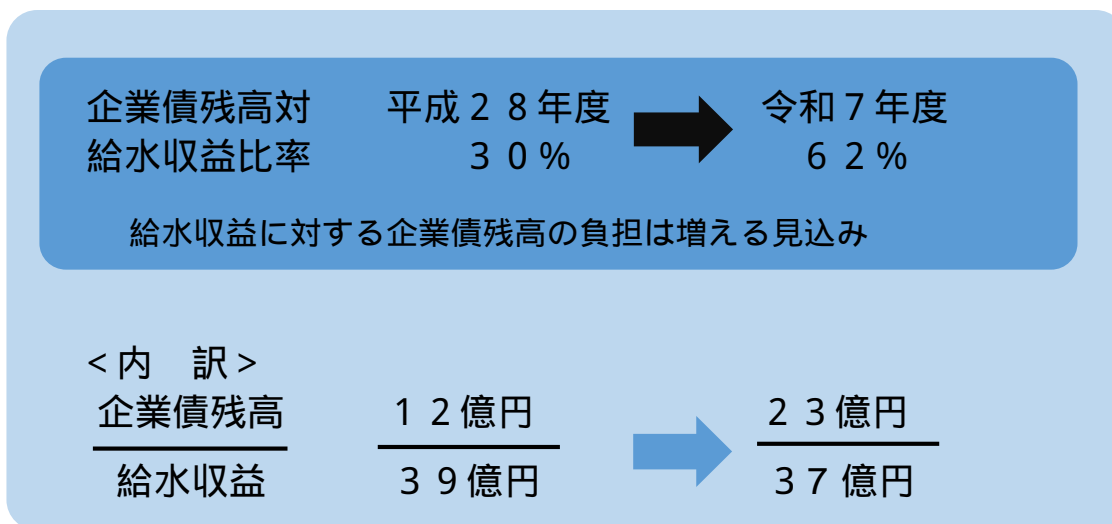 企業債残高対 平成２８年度 令和７年度
給水収益比率 ３０% ６２%
給水収益に対する企業債残高の負担は増える見込み
<内　訳>
企業債残高 １２億円 ２３億円
給水収益 ３９億円 ３７億円